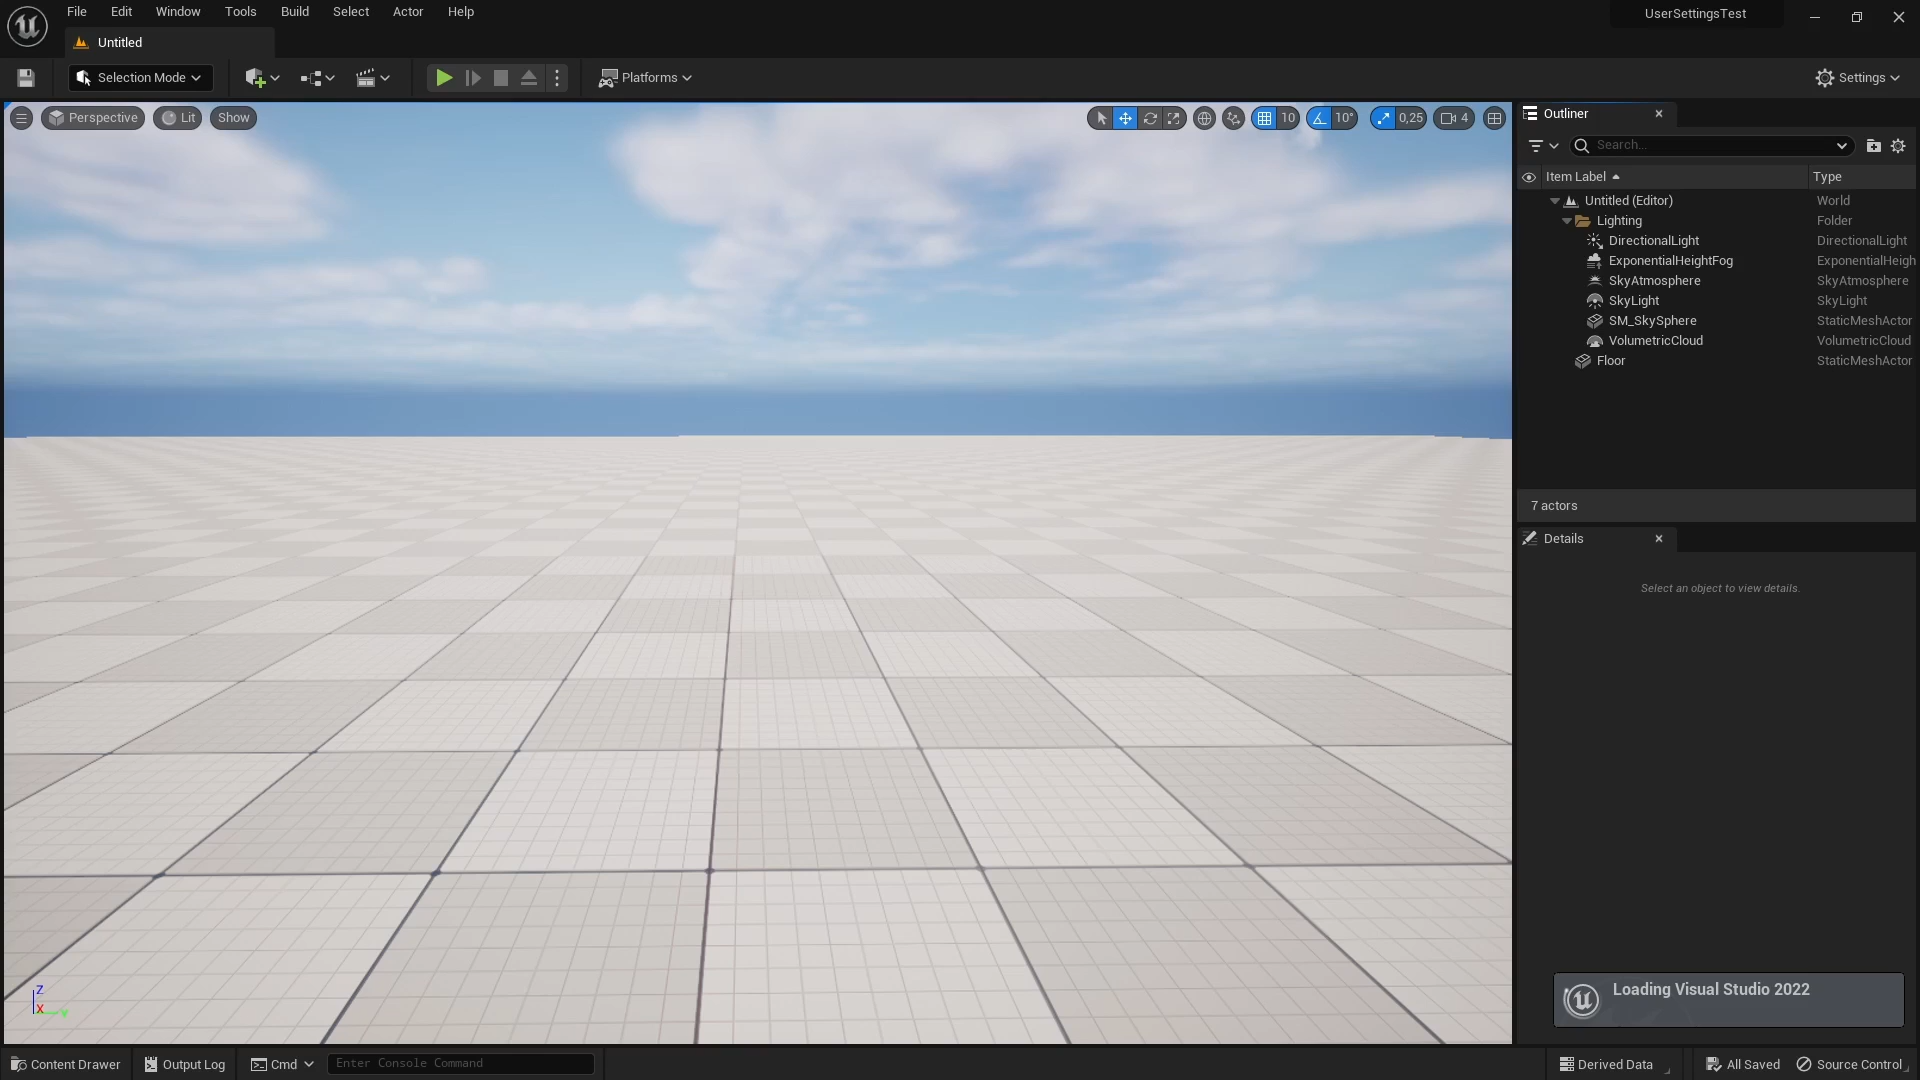 File Edit Window Tools Build Select Actor Help
UserSettingsTest
Untitled
Selection Mode
Platforms
Settings
Perspective
Lit
Show
10
10°
0,25
4
Outliner
Search...
Item Label
Type
Untitled (Editor) World
Lighting Folder
DirectionalLight DirectionalLight
ExponentialHeightFog ExponentialHeigh
SkyAtmosphere SkyAtmosphere
SkyLight SkyLight
SM_SkySphere StaticMeshActor
VolumetricCloud VolumetricCloud
Floor StaticMeshActor
7 actors
Details
Select an object to view details.
Z
X
Y
Loading Visual Studio 2022
Content Drawer
Output Log
Cmd
Enter Console Command
Derived Data
All Saved
Source Control